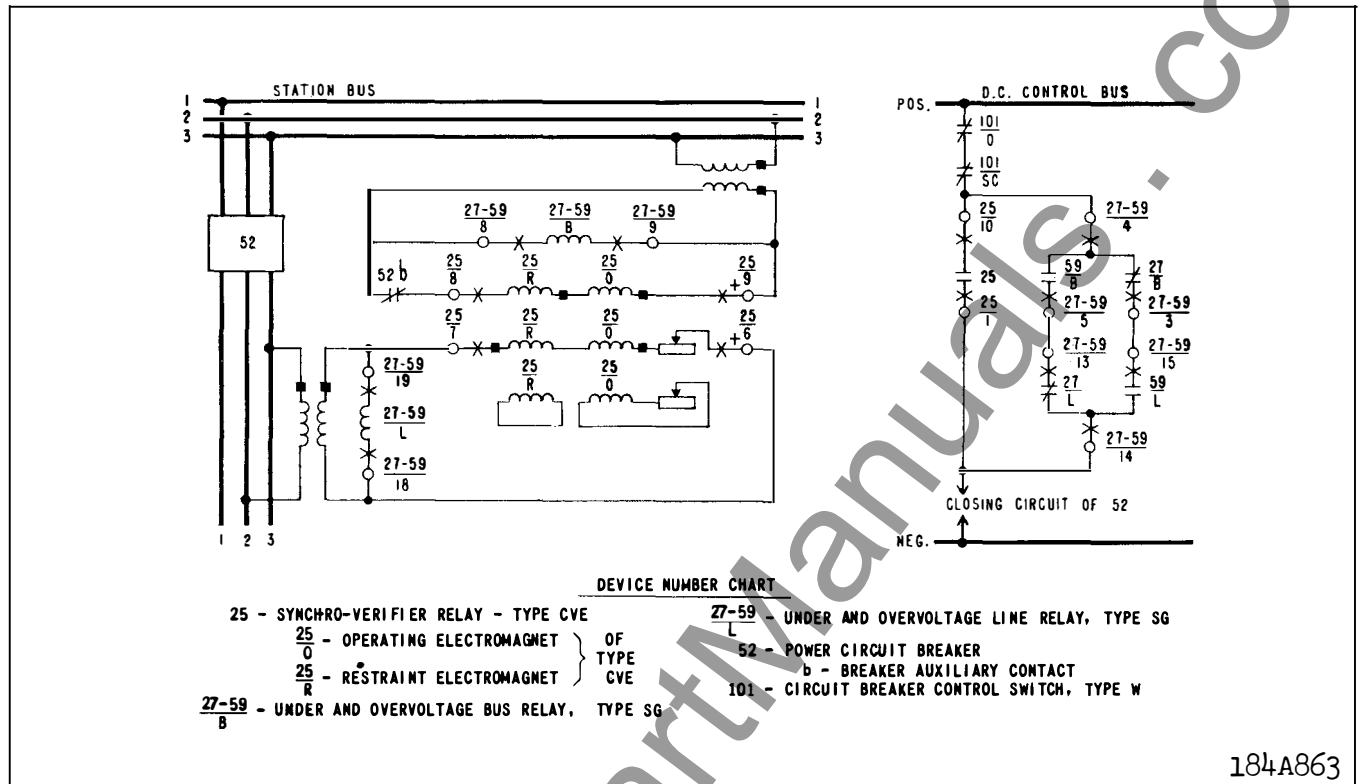 STATION BUS
1
2
3
1
2
3
52
27-59
8
27-59
B
27-59
9
52 b
25
8
25
R
25
O
+ 25
9
25
7
25
R
25
O
+ 25
6
25
R
25
O
27-59
19
27-59
L
27-59
18
1 2 3
POS.
D.C. CONTROL BUS
101
O
101
SC
25
10
27-59
4
25
59
B
27
B
25
1
27-59
5
27-59
3
27-59
13
27-59
15
27
L
59
L
27-59
14
CLOSING CIRCUIT OF 52
NEG.
DEVICE NUMBER CHART
25 - SYNCHRO-VERIFIER RELAY - TYPE CVE
25
O - OPERATING ELECTROMAGNET
25
R - RESTRAINT ELECTROMAGNET
OF
TYPE
CVE
27-59
B - UNDER AND OVERVOLTAGE BUS RELAY, TYPE SG
27-59
L - UNDER AND OVERVOLTAGE LINE RELAY, TYPE SG
52 - POWER CIRCUIT BREAKER
b - BREAKER AUXILIARY CONTACT
101 - CIRCUIT BREAKER CONTROL SWITCH, TYPE W
184A863